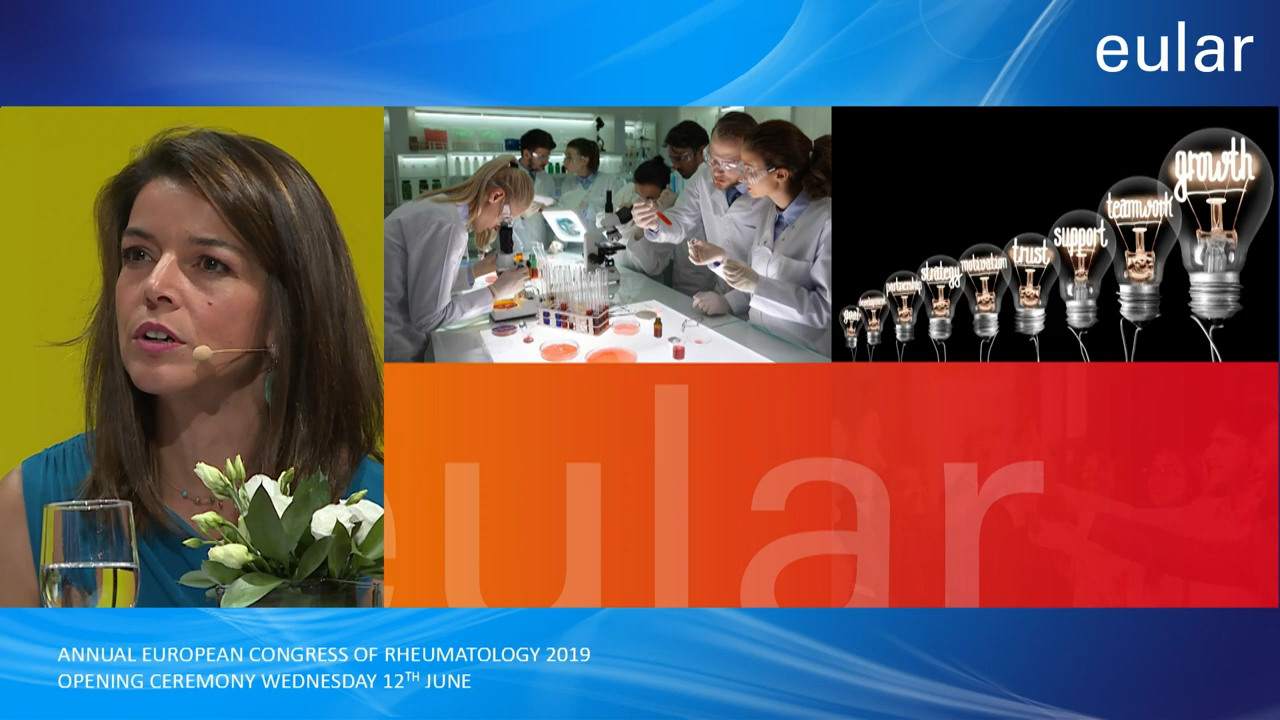 eular
growth
teamwork
support
trust
motivation
strategy
partnership
eular
ANNUAL EUROPEAN CONGRESS OF RHEUMATOLOGY 2019
OPENING CEREMONY WEDNESDAY 12TH JUNE